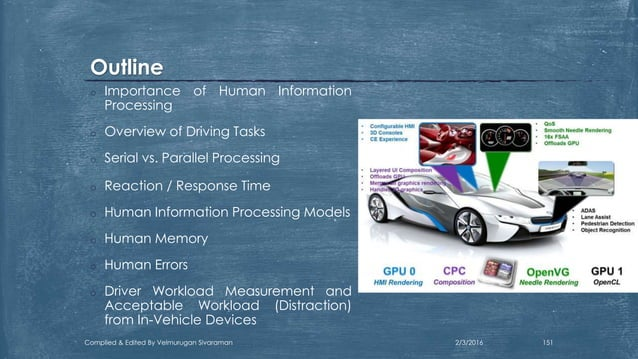 Outline
Importance of Human Information
Processing
Overview of Driving Tasks
Serial vs. Parallel Processing
Reaction / Response Time
Human Information Processing Models
Human Memory
Human Errors
Driver Workload Measurement and
Acceptable Workload (Distraction)
from In-Vehicle Devices
Configurable HMI
3D Consoles
CE Experience
QoS
Smooth Needle Rendering
16x FSAA
Offloads GPU
Layered UI Composition
Offloads GPU
graphics rendering
ADAS
Lane Assist
Pedestrian Detection
Object Recognition
GPU 0
HMI Rendering
CPC
Composition
OpenVG
Needle Rendering
GPU 1
OpenCL
Complied & Edited By Velmurugan Sivaraman
2/3/2016
151